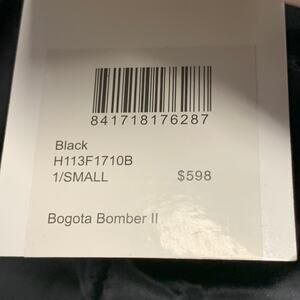 841718176287
Black
H113F1710B
1/SMALL $598
Bogota Bomber II